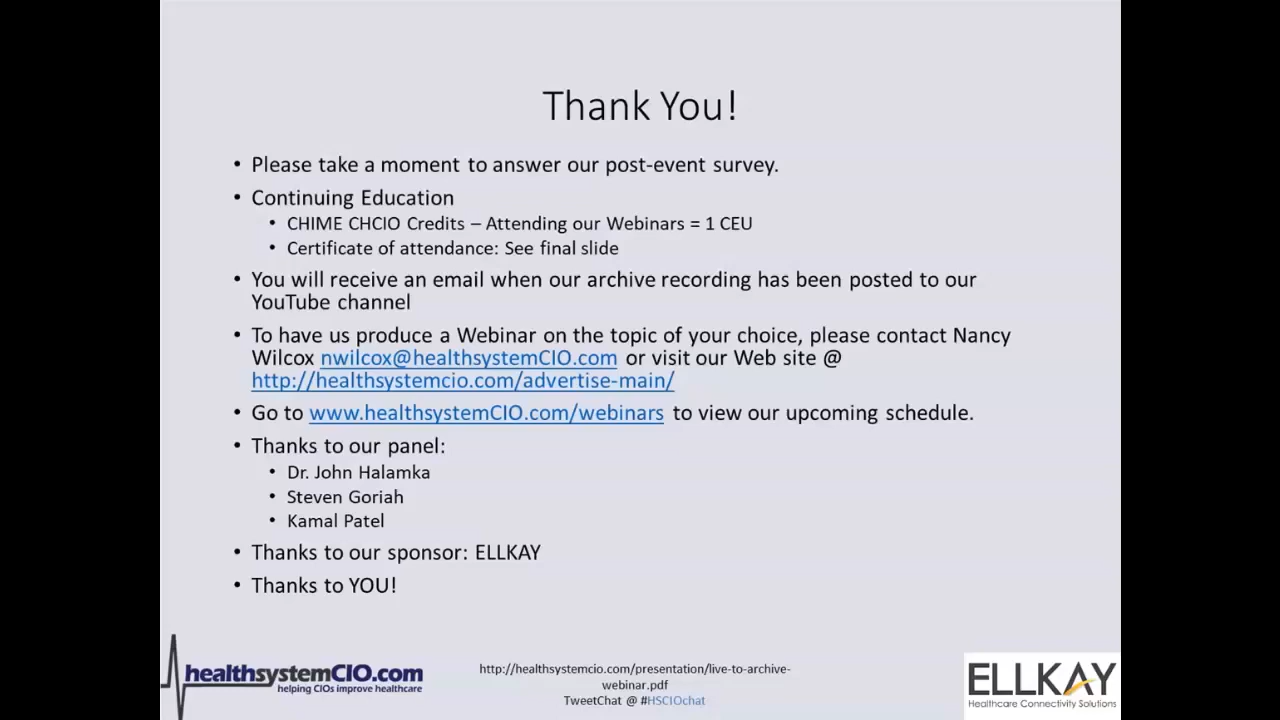 Thank You!
• Please take a moment to answer our post-event survey.
• Continuing Education
• CHIME CHCIO Credits – Attending our Webinars = 1 CEU
• Certificate of attendance: See final slide
• You will receive an email when our archive recording has been posted to our
YouTube channel
• To have us produce a Webinar on the topic of your choice, please contact Nancy
Wilcox nwilcox@healthsystemCIO.com or visit our Web site @
http://healthsystemcio.com/advertise-main/
• Go to www.healthsystemCIO.com/webinars to view our upcoming schedule.
• Thanks to our panel:
• Dr. John Halamka
• Steven Goriah
• Kamal Patel
• Thanks to our sponsor: ELLKAY
• Thanks to YOU!
healthsystemCIO.com
helping CIOs improve healthcare
http://healthsystemcio.com/presentation/live-to-archive-
webinar.pdf
TweetChat @ #HSCIOchat
ELLKAY
Healthcare Connectivity Solutions